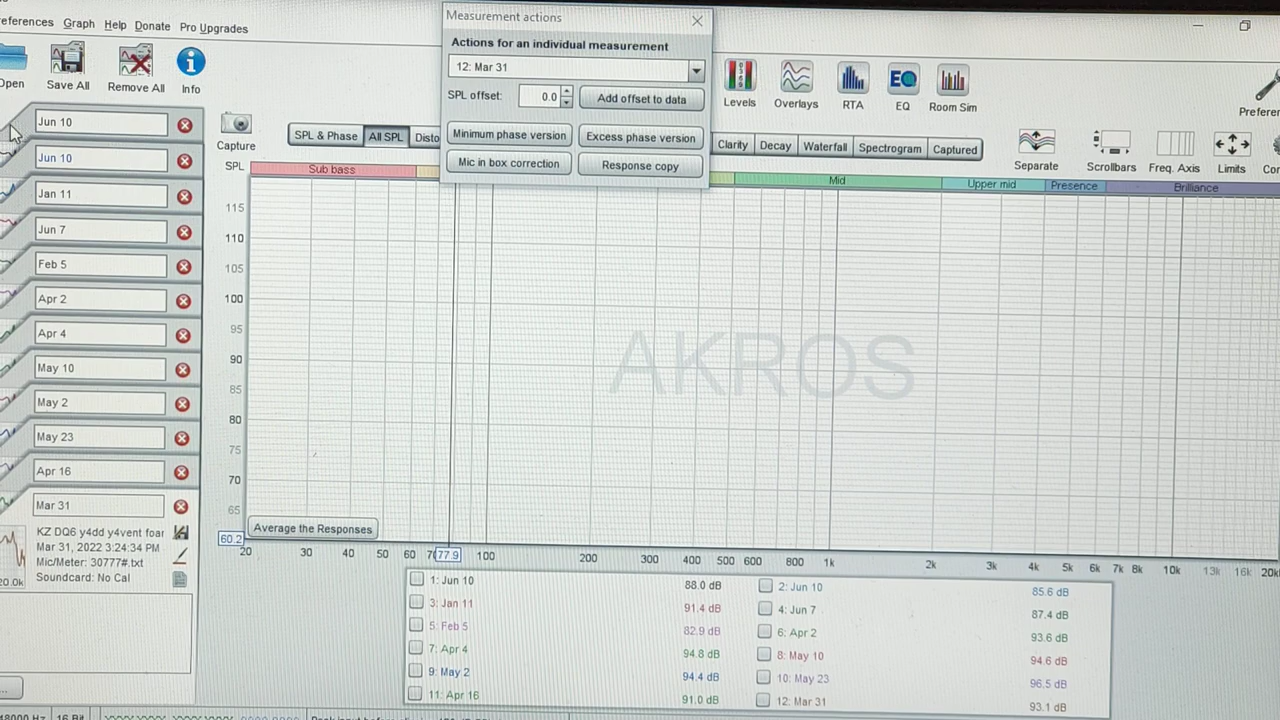 eferences Graph Help Donate Pro Upgrades
Open Save All Remove All Info
Measurement actions
Actions for an individual measurement
12: Mar 31
SPL offset: 0.0 Add offset to data
Minimum phase version Excess phase version
Mic in box correction Response copy
Levels Overlays RTA EQ Room Sim
Prefere
Capture
SPL & Phase All SPL Disto Clarity Decay Waterfall Spectrogram Captured
Separate Scrollbars Freq. Axis Limits Cor
SPL Sub bass Mid Upper mid Presence Brilliance
Jun 10
Jun 10
Jan 11
Jun 7
Feb 5
Apr 2
Apr 4
May 10
May 2
May 23
Apr 16
Mar 31
KZ DQ6 y4dd y4vent foar
Mar 31, 2022 3:24:34 PM
Mic/Meter: 30777#.txt
Soundcard: No Cal
20.0k
...
115
110
105
100
95
90
85
80
75
70
65
60.2
AKROS
Average the Responses
20 30 40 50 60 70 77.9 100 200 300 400 500 600 800 1k 2k 3k 4k 5k 6k 7k 8k 10k 13k 16k 20k
1: Jun 10 88.0 dB 2: Jun 10 85.6 dB
3: Jan 11 91.4 dB 4: Jun 7 87.4 dB
5: Feb 5 82.9 dB 6: Apr 2 93.6 dB
7: Apr 4 94.8 dB 8: May 10 94.6 dB
9: May 2 94.4 dB 10: May 23 96.5 dB
11: Apr 16 91.0 dB 12: Mar 31 93.1 dB
48000 Hz 16 Bit